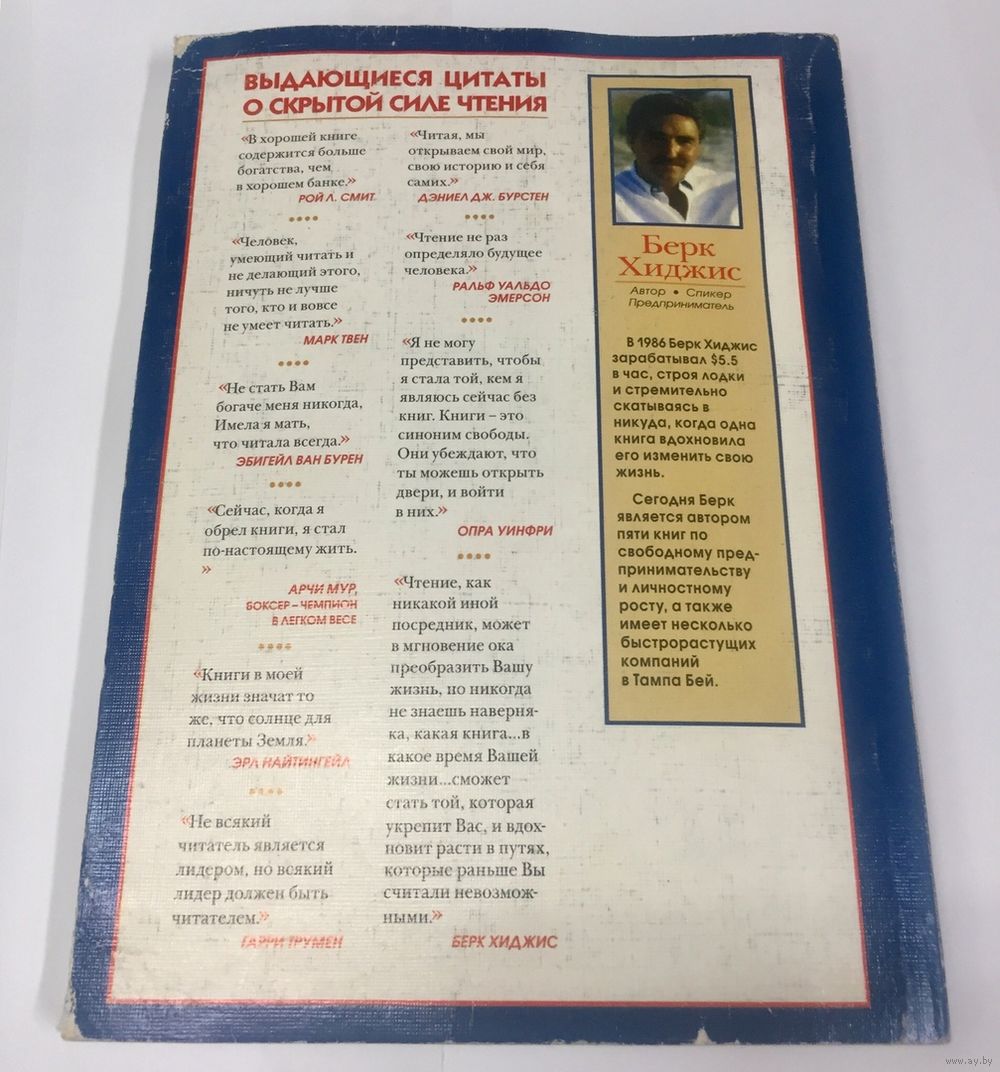 ВЫДАЮЩИЕСЯ ЦИТАТЫ
О СКРЫТОЙ СИЛЕ ЧТЕНИЯ
«В хорошей книге
содержится больше
богатства, чем
в хорошем банке.»
РОЙ Л. СМИТ
«Человек,
умеющий читать и
не делающий этого,
ничуть не лучше
того, кто и вовсе
не умеет читать.»
МАРК ТВЕН
«Не стать Вам
богаче меня никогда,
Имела я мать,
что читала всегда.»
ЭБИГЕЙЛ ВАН БУРЕН
«Сейчас, когда я
обрел книги, я стал
по-настоящему жить.
»
АРЧИ МУР,
БОКСЕР – ЧЕМПИОН
В ЛЕГКОМ ВЕСЕ
«Книги в моей
жизни значат то
же, что солнце для
планеты Земля.»
ЭРЛ НАЙТИНГЕЙЛ
«Не всякий
читатель является
лидером, но всякий
лидер должен быть
читателем.»
ГАРРИ ТРУМЕН
«Читая, мы
открываем свой мир,
свою историю и себя
самих.»
ДЭНИЕЛ ДЖ. БУРСТЕН
«Чтение не раз
определяло будущее
человека.»
РАЛЬФ УАЛЬДО
ЭМЕРСОН
«Я не могу
представить, чтобы
я стала той, кем я
являюсь сейчас без
книг. Книги – это
синоним свободы.
Они убеждают, что
ты можешь открыть
двери, и войти
в них.»
ОПРА УИНФРИ
«Чтение, как
никакой иной
посредник, может
в мгновение ока
преобразить Вашу
жизнь, но никогда
не знаешь наверня-
ка, какая книга...в
какое время Вашей
жизни...сможет
стать той, которая
укрепит Вас, и вдох-
новит расти в путях,
которые раньше Вы
считали невозмож-
ными.»
БЕРК ХИДЖИС
Берк
Хиджис
Автор • Спикер
Предприниматель
В 1986 Берк Хиджис
зарабатывал $5.5
в час, строя лодки
и стремительно
скатываясь в
никуда, когда одна
книга вдохновила
его изменить свою
жизнь.
Сегодня Берк
является автором
пяти книг по
свободному пред-
принимательству
и личностному
росту, а также
имеет несколько
быстрорастущих
компаний
в Тампа Бей.
www.ay.by